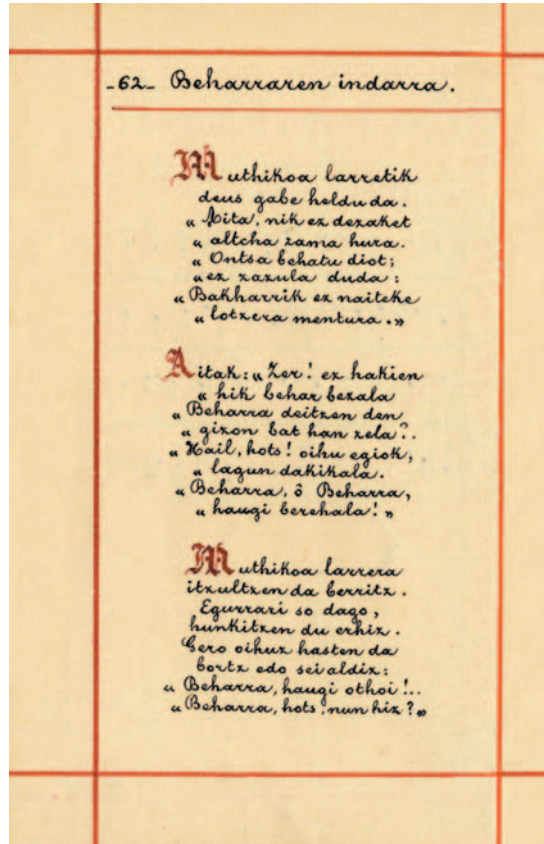 -62- Beharraren indarra.
Muthikoa larretik
deus gabe heldu da.
« Aita, nik ez dezaket
« altcha zama hura.
« Ontsa behatu diot;
« ez zazula duda :
« Bakharrik ez naiteke
« lotzera mentura. »
Aitak: « Zer! ez hakien
« hik behar bezala
« Beharra deitzen den
« gizon bat han zela?..
« Hail, hots! oihu egiok,
« lagun dakikala.
« Beharra, ô Beharra,
« haugi berehala! »
Muthikoa larrera
itzultzen da berritz.
Egurrari so dago,
hunkitzen du erhiz.
Gero oihuz hasten da
bortz edo sei aldiz:
« Beharra, haugi othoi!..
« Beharra, hots, nun hiz? »